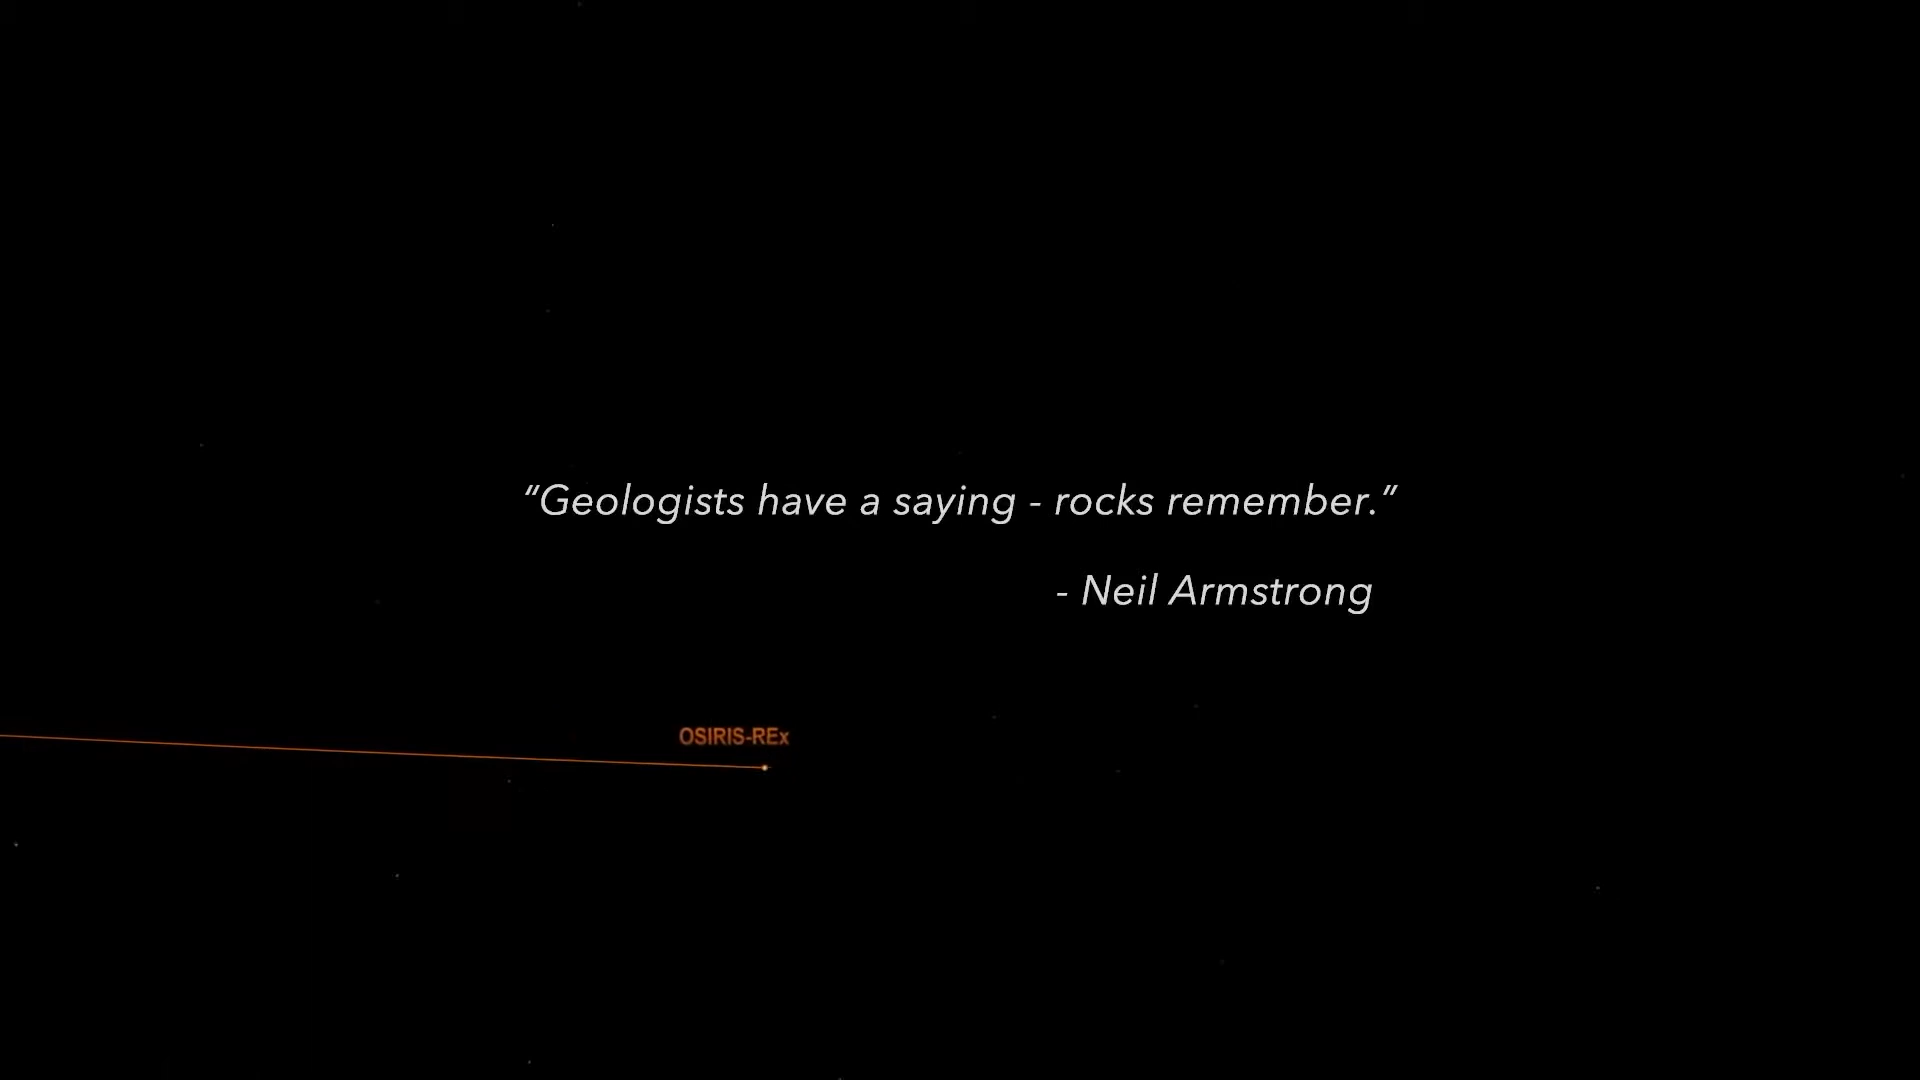 “Geologists have a saying - rocks remember.”
- Neil Armstrong
OSIRIS-REx